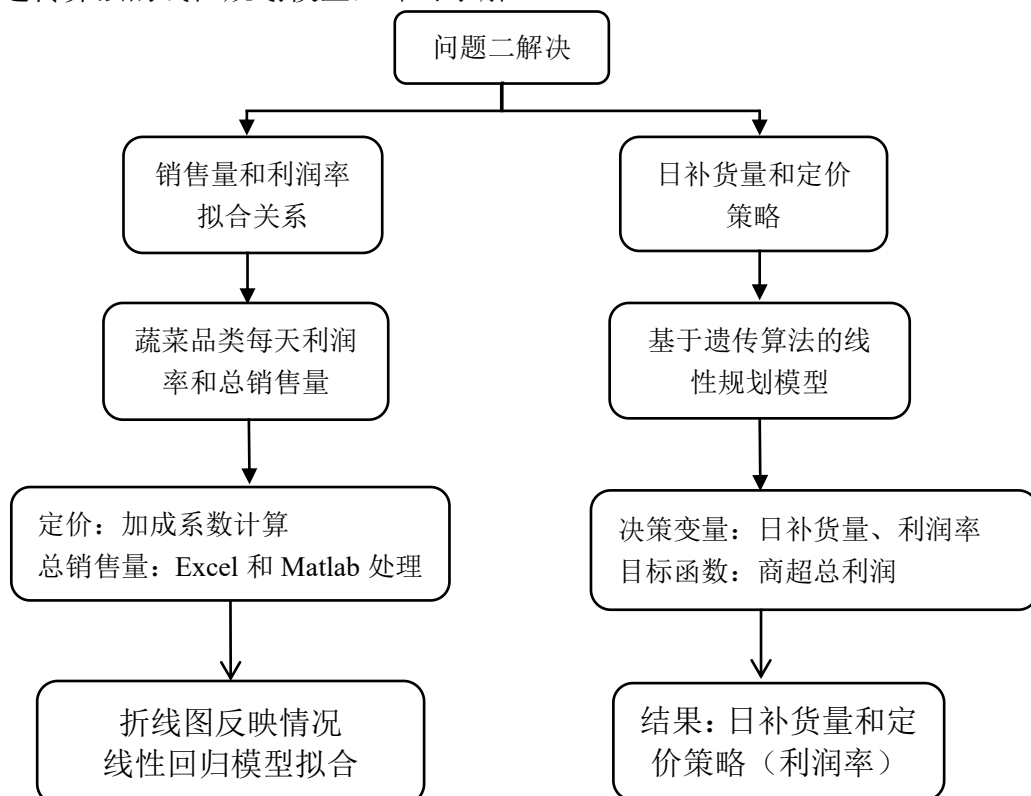 问题二解决
销售量和利润率
拟合关系
日补货量和定价
策略
蔬菜品类每天利润
率和总销售量
基于遗传算法的线
性规划模型
定价：加成系数计算
总销售量：Excel 和 Matlab 处理
决策变量：日补货量、利润率
目标函数：商超总利润
折线图反映情况
线性回归模型拟合
结果：日补货量和定
价策略（利润率）